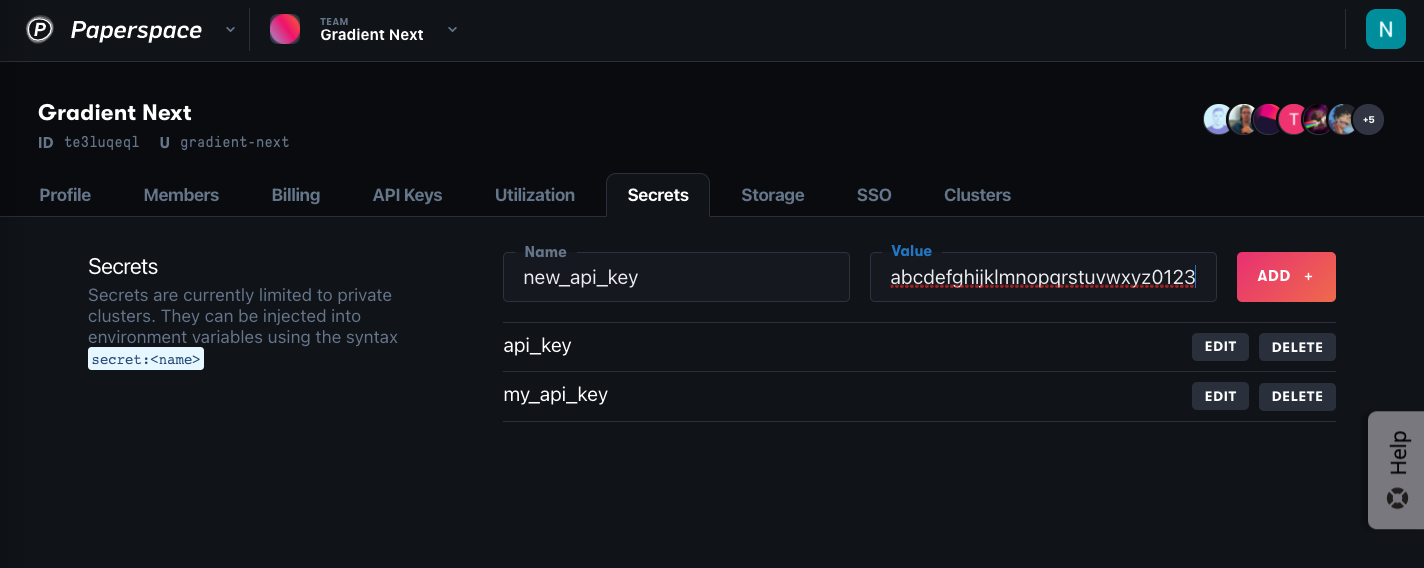 P Paperspace
TEAM
Gradient Next
N
Gradient Next
ID te3luqeql U gradient-next
T
+5
Profile Members Billing API Keys Utilization Secrets Storage SSO Clusters
Secrets
Secrets are currently limited to private
clusters. They can be injected into
environment variables using the syntax
secret:<name>
Name
new_api_key
Value
abcdefghijklmnopqrstuvwxyz0123
ADD +
api_key EDIT DELETE
my_api_key EDIT DELETE
Help